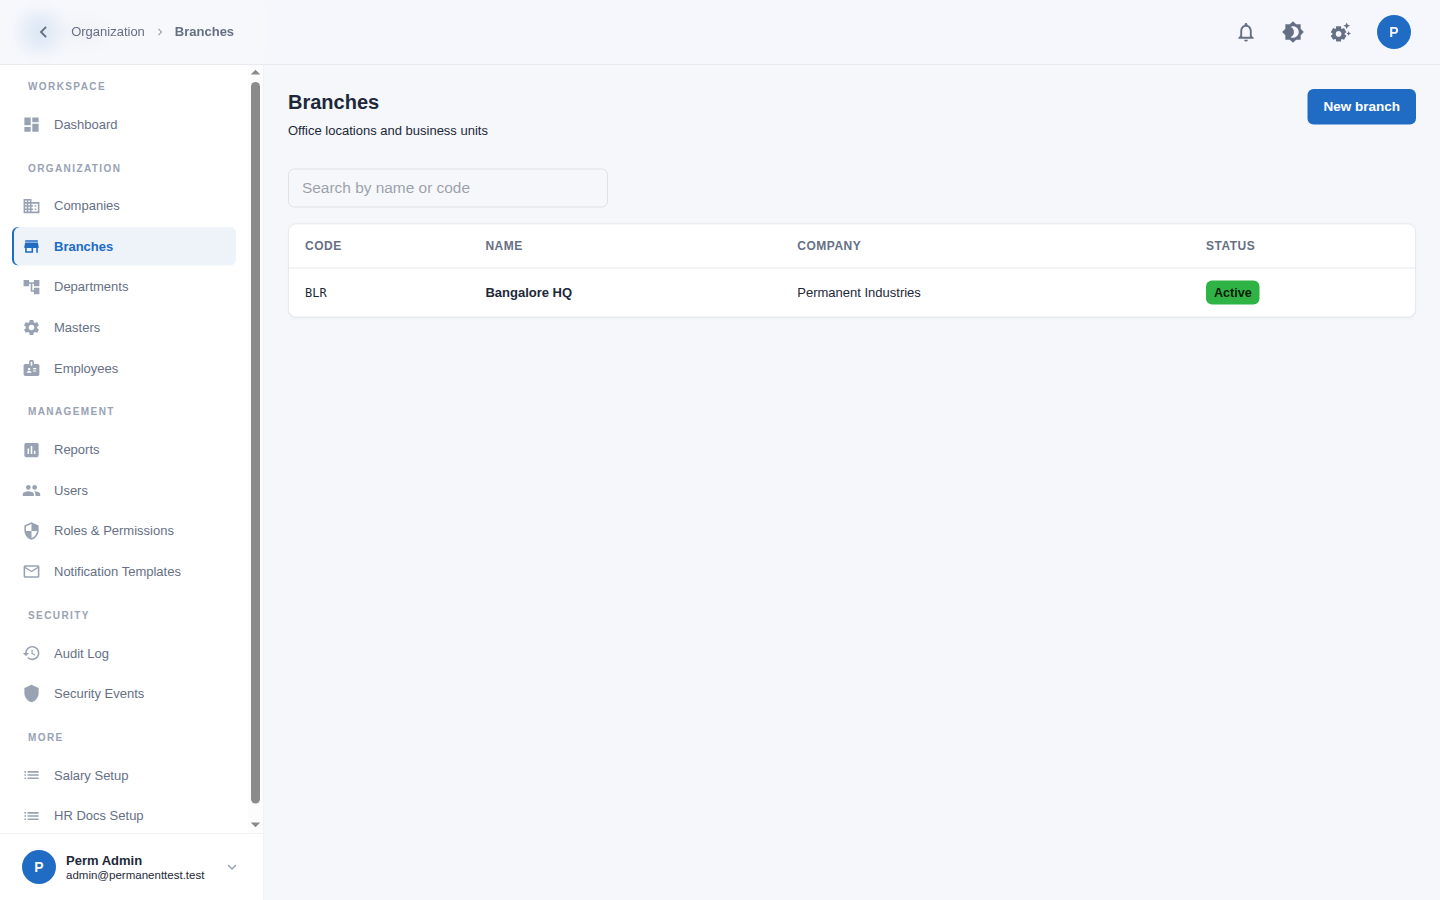 Organization > Branches
P
WORKSPACE
Dashboard
ORGANIZATION
Companies
Branches
Departments
Masters
Employees
MANAGEMENT
Reports
Users
Roles & Permissions
Notification Templates
SECURITY
Audit Log
Security Events
MORE
Salary Setup
HR Docs Setup
P
Perm Admin
admin@permanenttest.test
Branches
Office locations and business units
New branch
Search by name or code
CODE NAME COMPANY STATUS
BLR Bangalore HQ Permanent Industries Active